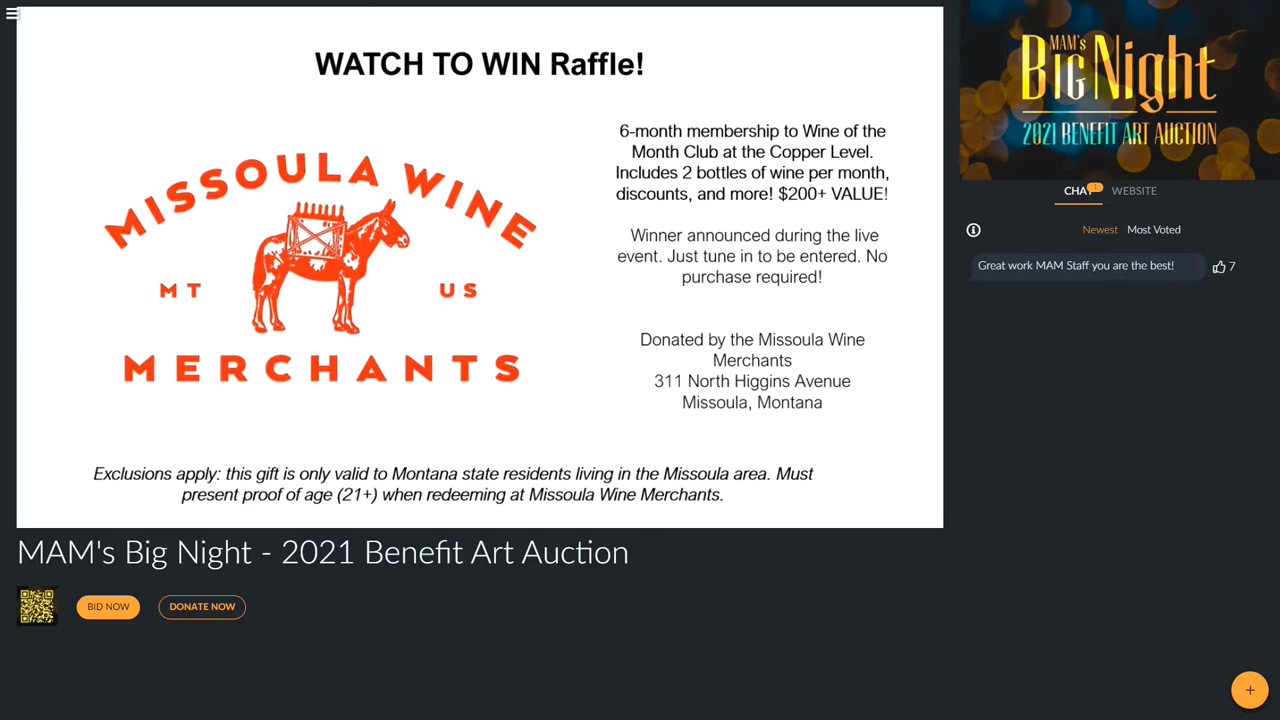 WATCH TO WIN Raffle!
MISSOULA WINE
MT US
MERCHANTS
6-month membership to Wine of the
Month Club at the Copper Level.
Includes 2 bottles of wine per month,
discounts, and more! $200+ VALUE!
Winner announced during the live
event. Just tune in to be entered. No
purchase required!
Donated by the Missoula Wine
Merchants
311 North Higgins Avenue
Missoula, Montana
Exclusions apply: this gift is only valid to Montana state residents living in the Missoula area. Must
present proof of age (21+) when redeeming at Missoula Wine Merchants.
MAM's Big Night - 2021 Benefit Art Auction
BID NOW DONATE NOW
MAM's
BIG Night
2021 BENEFIT ART AUCTION
CHAT 1 WEBSITE
Newest Most Voted
Great work MAM Staff you are the best! 7